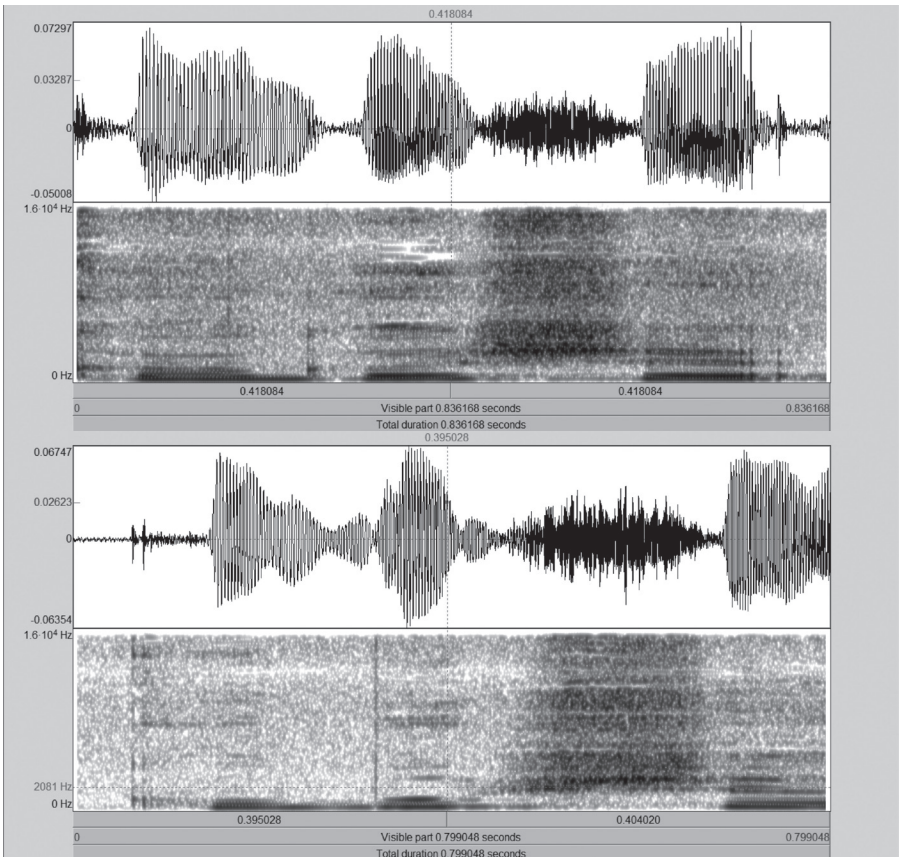 0.418084
0.07297
0.03287
0
-0.05008
1.6·10⁴ Hz
0 Hz
0.418084 0.418084
0 Visible part 0.836168 seconds 0.836168
Total duration 0.836168 seconds
0.395028
0.06747
0.02623
0
-0.06354
1.6·10⁴ Hz
2081 Hz
0 Hz
0.395028 0.404020
0 Visible part 0.799048 seconds 0.799048
Total duration 0.799048 seconds